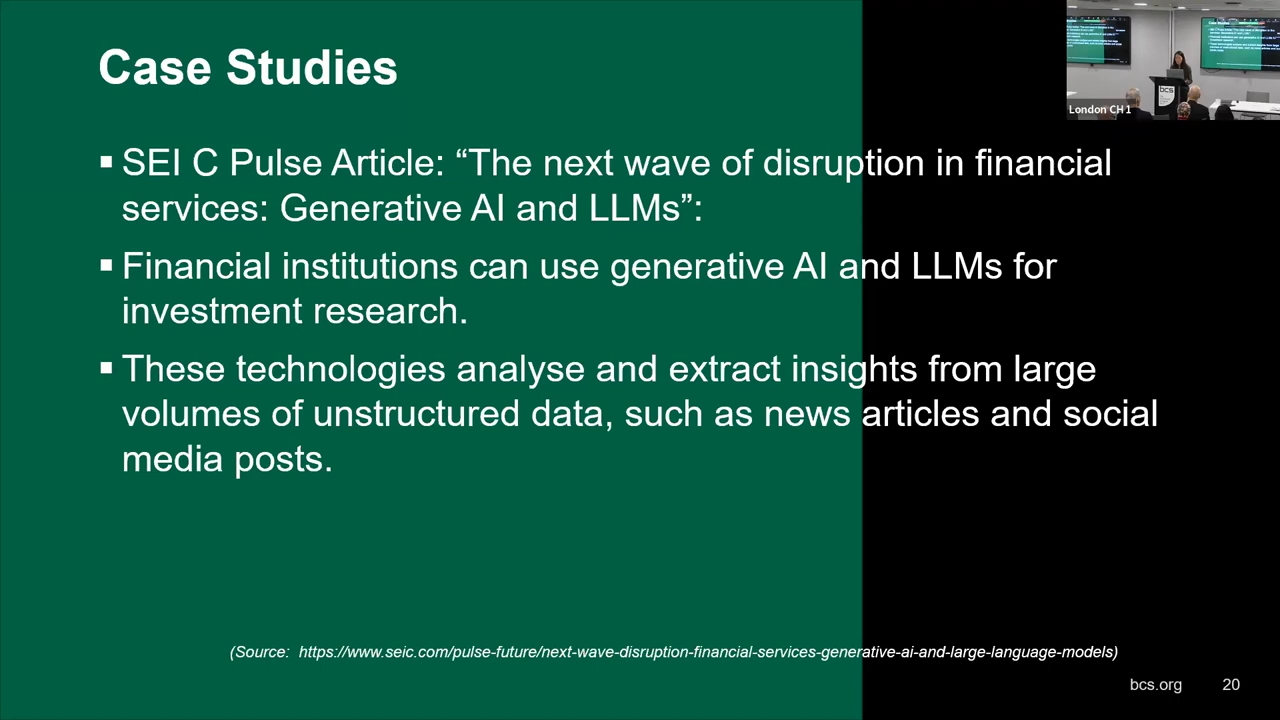 Case Studies
London CH 1
bcs
▪ SEI C Pulse Article: “The next wave of disruption in financial
services: Generative AI and LLMs”:
▪ Financial institutions can use generative AI and LLMs for
investment research.
▪ These technologies analyse and extract insights from large
volumes of unstructured data, such as news articles and social
media posts.
(Source: https://www.seic.com/pulse-future/next-wave-disruption-financial-services-generative-ai-and-large-language-models)
bcs.org 20